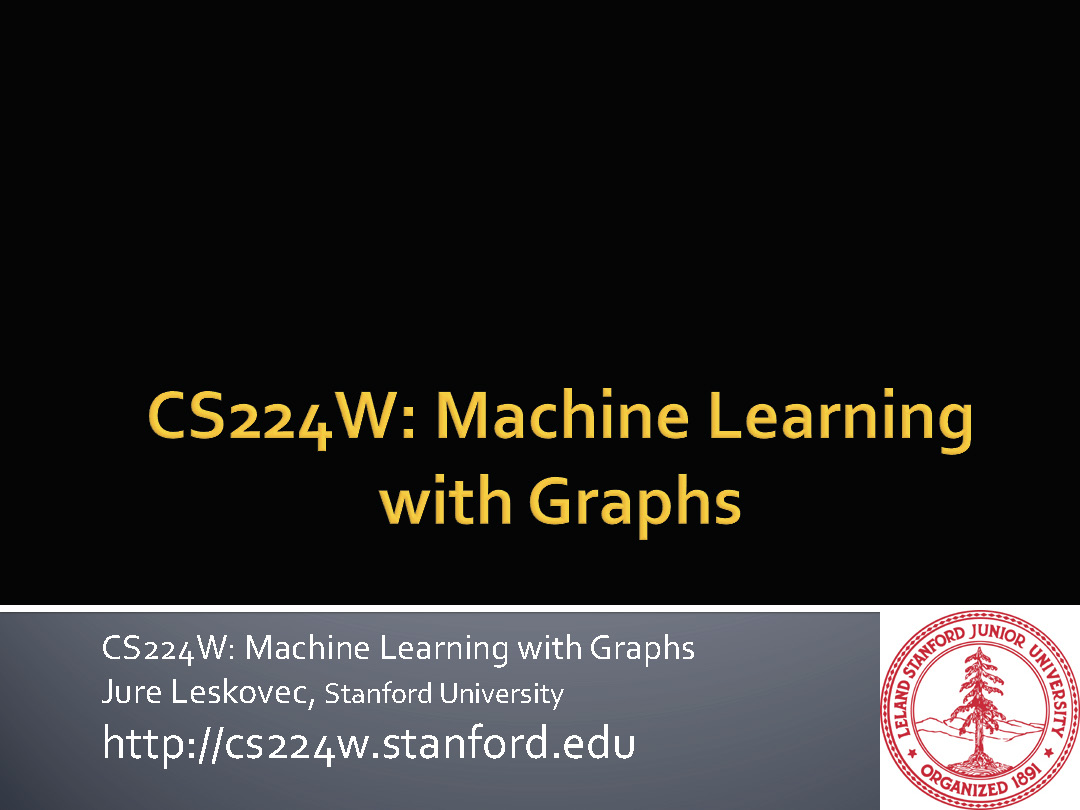 CS224W: Machine Learning
with Graphs
CS224W: Machine Learning with Graphs
Jure Leskovec, Stanford University
http://cs224w.stanford.edu
LELAND STANFORD JUNIOR UNIVERSITY
ORGANIZED 1891